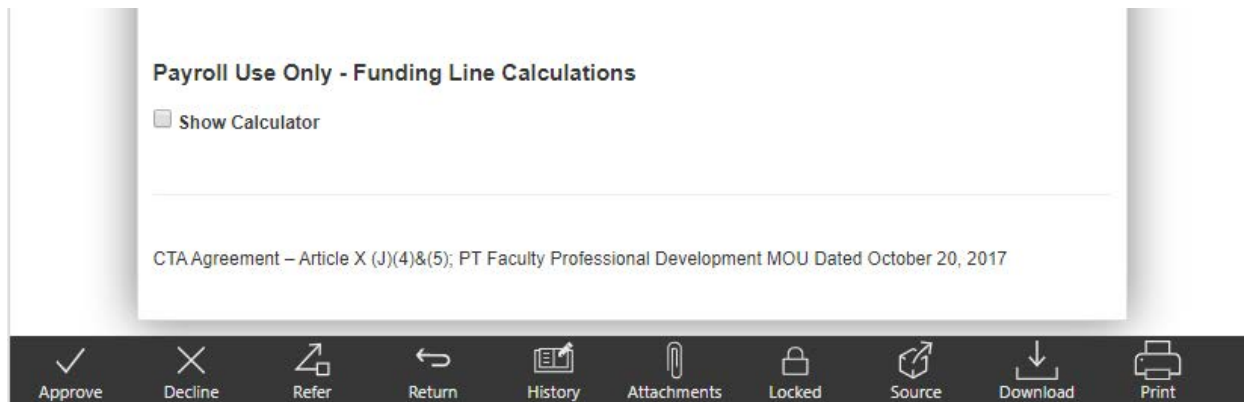 Payroll Use Only - Funding Line Calculations
Show Calculator
CTA Agreement – Article X (J)(4)&(5); PT Faculty Professional Development MOU Dated October 20, 2017
Approve Decline Refer Return History Attachments Locked Source Download Print